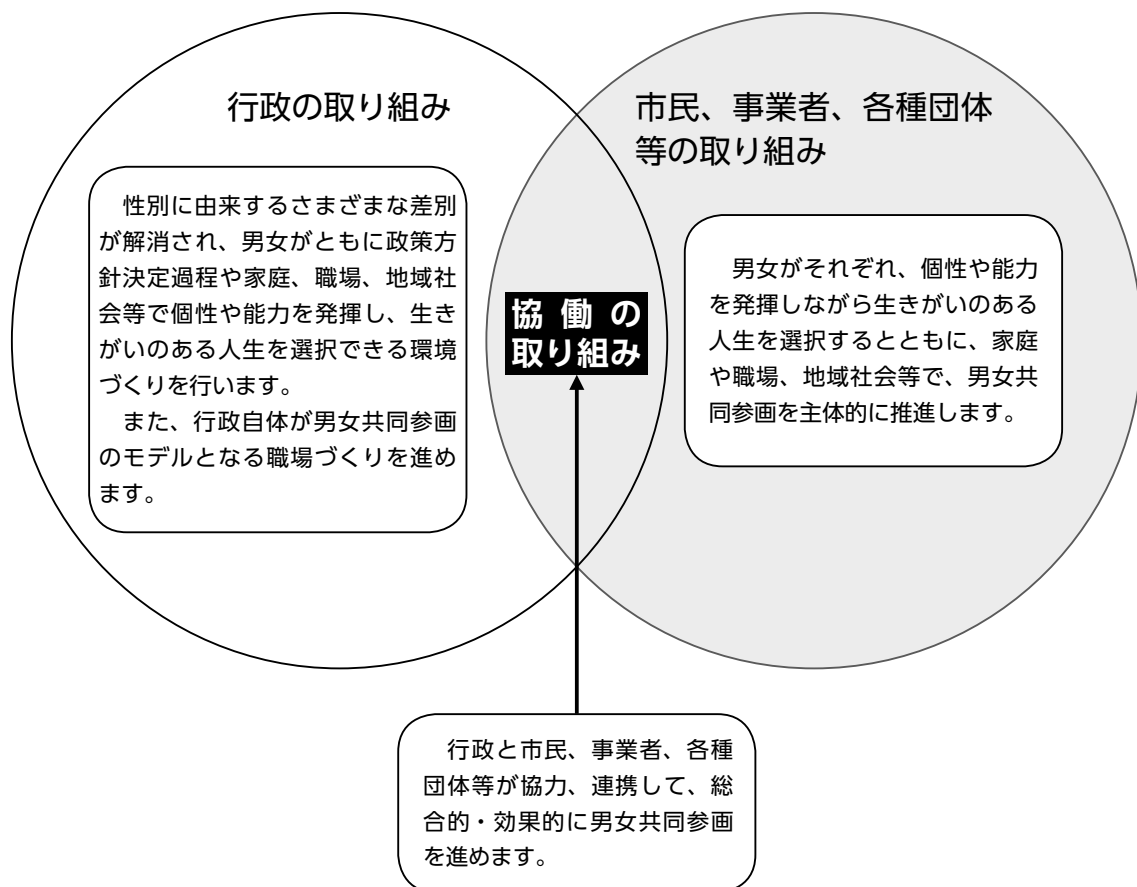 行政の取り組み
性別に由来するさまざまな差別
が解消され、男女がともに政策方
針決定過程や家庭、職場、地域社
会等で個性や能力を発揮し、生き
がいのある人生を選択できる環境
づくりを行います。
また、行政自体が男女共同参画
のモデルとなる職場づくりを進め
ます。
協働の
取り組み
市民、事業者、各種団体
等の取り組み
男女がそれぞれ、個性や能力
を発揮しながら生きがいのある
人生を選択するとともに、家庭
や職場、地域社会等で、男女共
同参画を主体的に推進します。
行政と市民、事業者、各種
団体等が協力、連携して、総
合的・効果的に男女共同参画
を進めます。